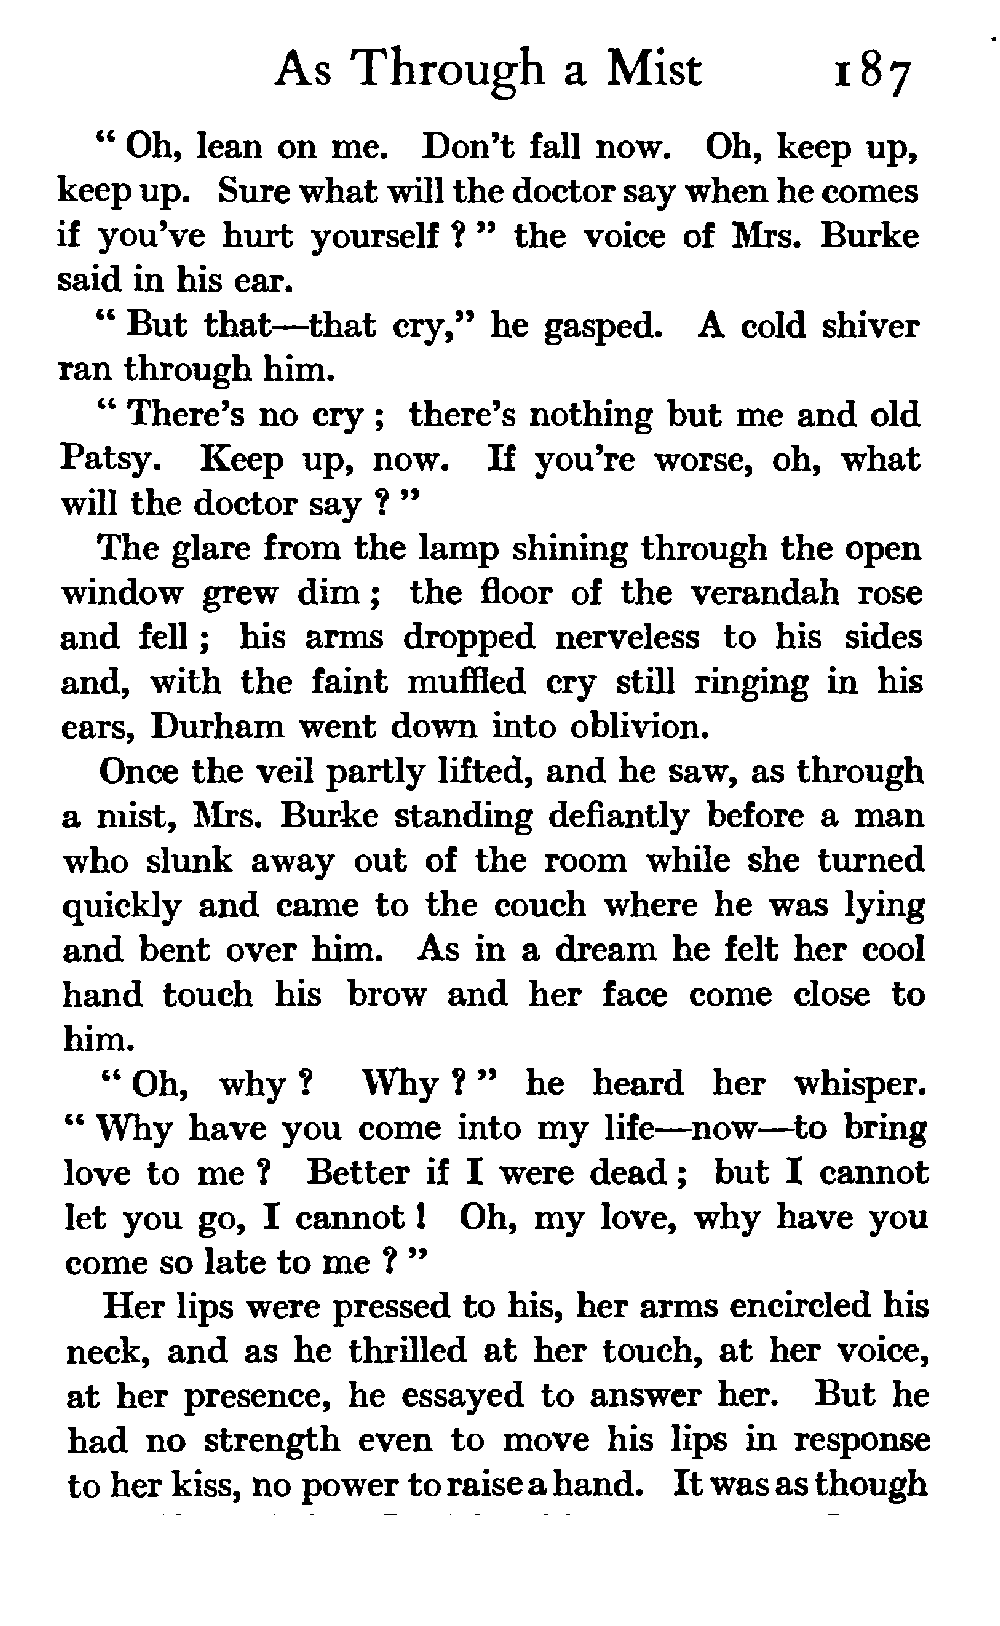 As Through a Mist 187
“ Oh, lean on me. Don't fall now. Oh, keep up,
keep up. Sure what will the doctor say when he comes
if you've hurt yourself ? ” the voice of Mrs. Burke
said in his ear.
“ But that—that cry,” he gasped. A cold shiver
ran through him.
“ There's no cry ; there's nothing but me and old
Patsy. Keep up, now. If you're worse, oh, what
will the doctor say ? ”
The glare from the lamp shining through the open
window grew dim ; the floor of the verandah rose
and fell ; his arms dropped nerveless to his sides
and, with the faint muffled cry still ringing in his
ears, Durham went down into oblivion.
Once the veil partly lifted, and he saw, as through
a mist, Mrs. Burke standing defiantly before a man
who slunk away out of the room while she turned
quickly and came to the couch where he was lying
and bent over him. As in a dream he felt her cool
hand touch his brow and her face come close to
him.
“ Oh, why ? Why ? ” he heard her whisper.
“ Why have you come into my life—now—to bring
love to me ? Better if I were dead ; but I cannot
let you go, I cannot ! Oh, my love, why have you
come so late to me ? ”
Her lips were pressed to his, her arms encircled his
neck, and as he thrilled at her touch, at her voice,
at her presence, he essayed to answer her. But he
had no strength even to move his lips in response
to her kiss, no power to raise a hand. It was as though